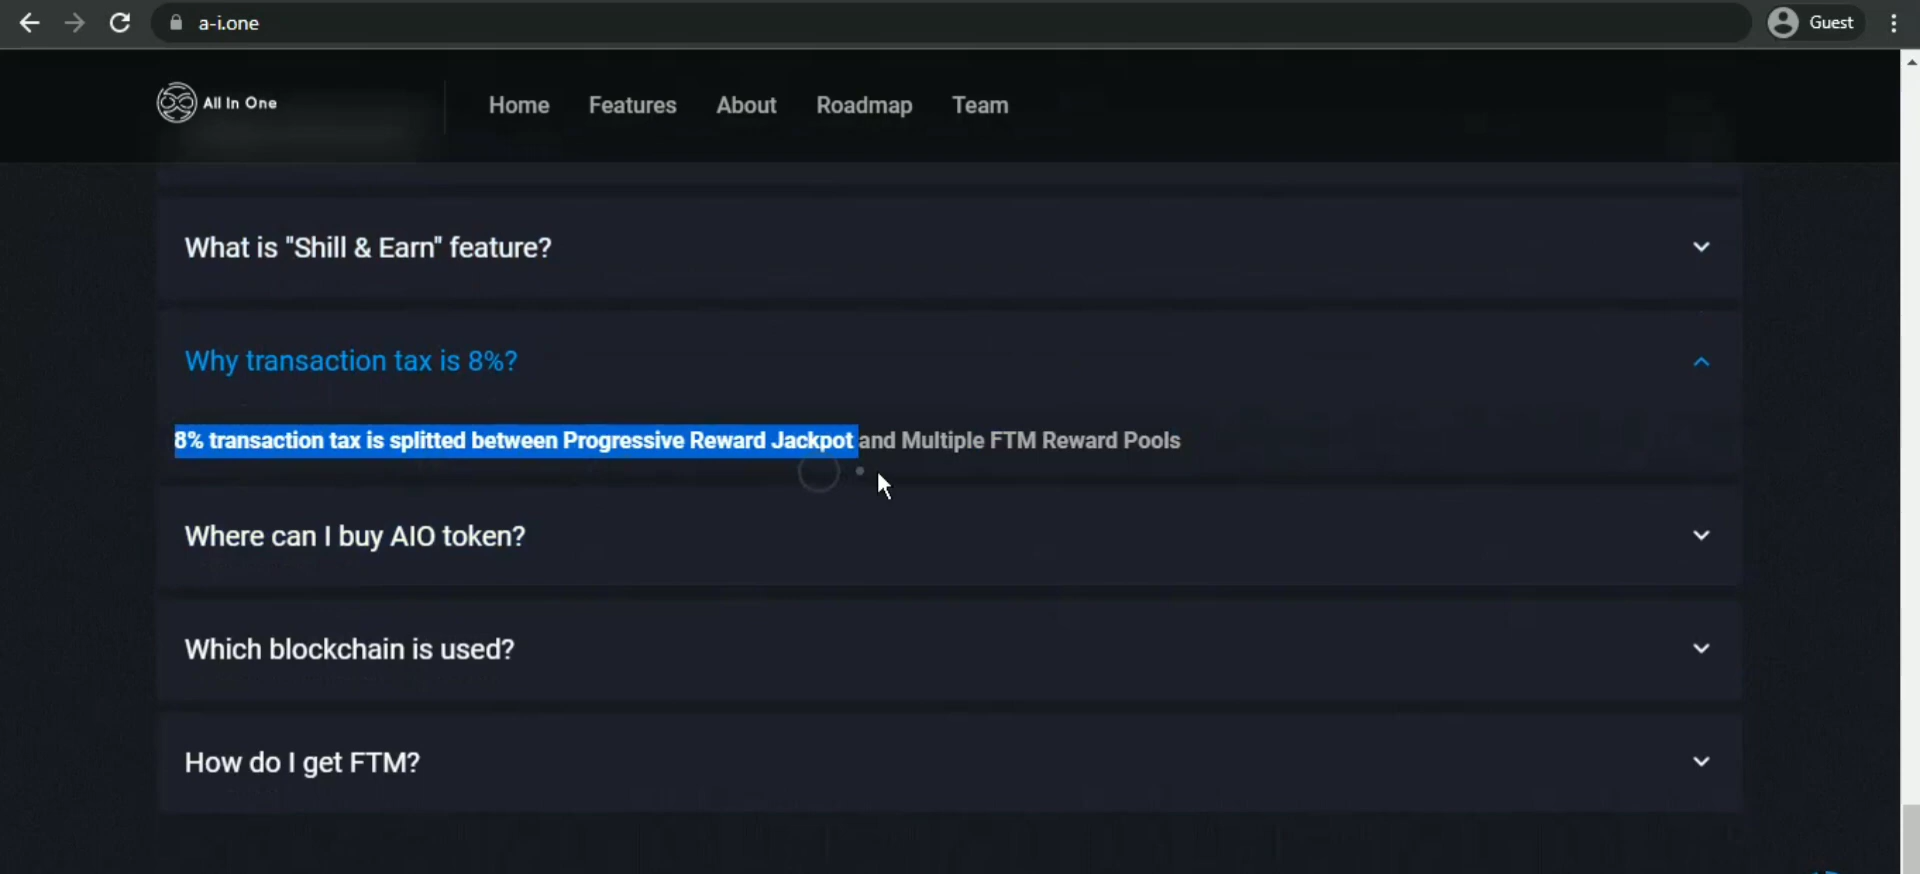 a-i.one
Guest
All In One
Home Features About Roadmap Team
What is "Shill & Earn" feature?
Why transaction tax is 8%?
8% transaction tax is splitted between Progressive Reward Jackpot and Multiple FTM Reward Pools
Where can I buy AIO token?
Which blockchain is used?
How do I get FTM?